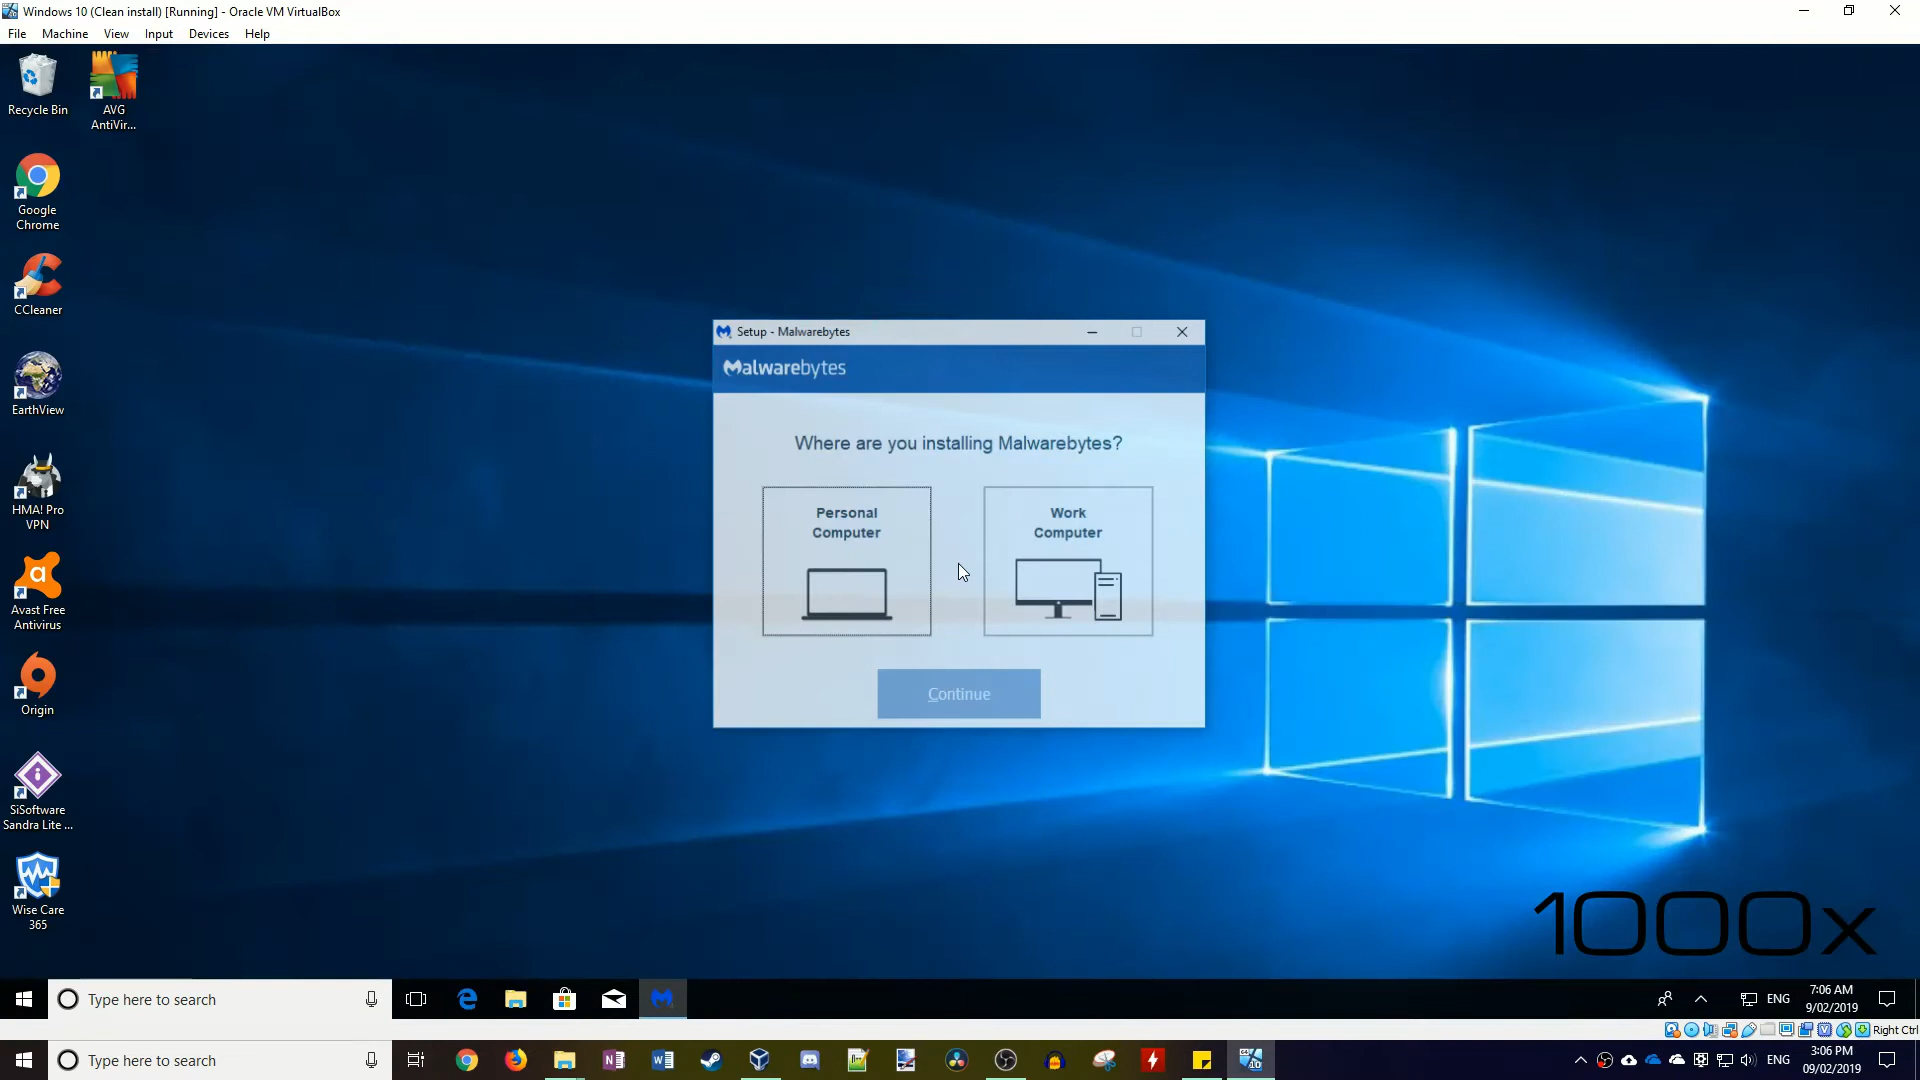 Windows 10 (Clean install) [Running] - Oracle VM VirtualBox
File Machine View Input Devices Help
Recycle Bin
AVG
AntiVir...
Google
Chrome
CCleaner
EarthView
HMA! Pro
VPN
Avast Free
Antivirus
Origin
SiSoftware
Sandra Lite ...
Wise Care
365
Setup - Malwarebytes
Malwarebytes
Where are you installing Malwarebytes?
Personal
Computer
Work
Computer
Continue
1000x
Type here to search
ENG
7:06 AM
9/02/2019
Right Ctrl
Type here to search
ENG
3:06 PM
09/02/2019